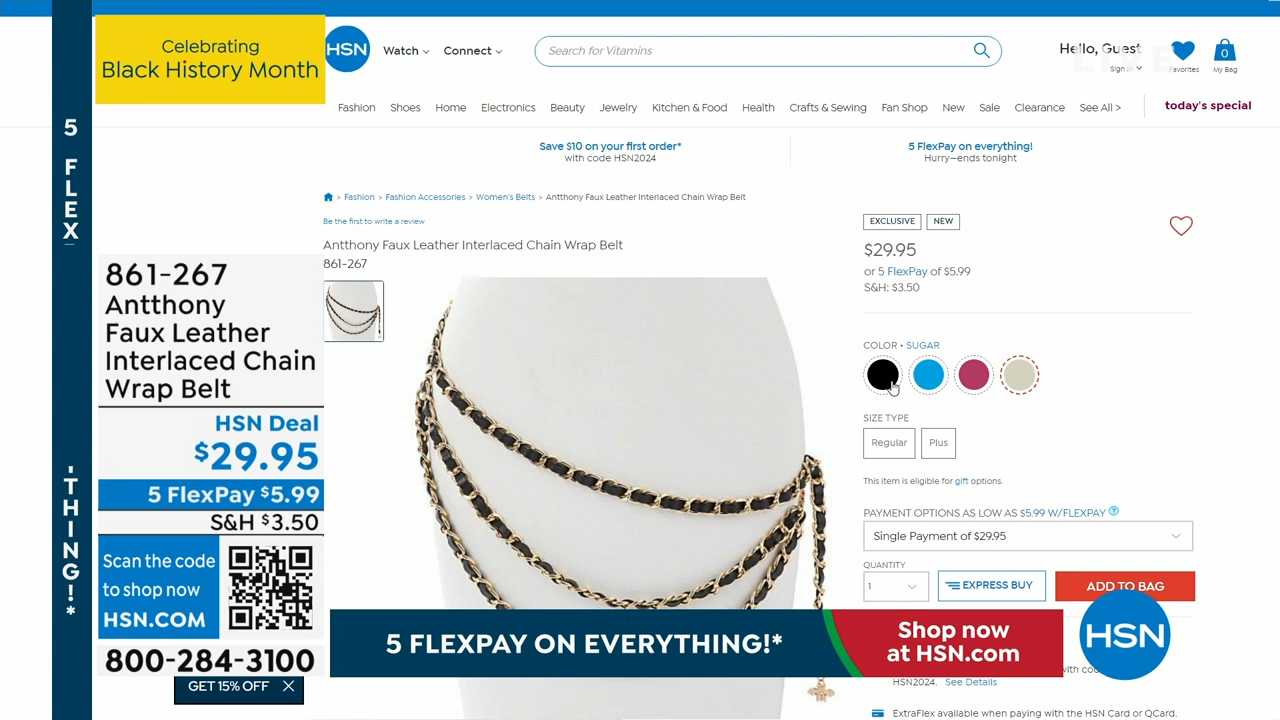 Celebrating
Black History Month
HSN
Watch
Connect
Search for Vitamins
Hello, Guest
Sign In
LIVE
Favorites
0
My Bag
Fashion
Shoes
Home
Electronics
Beauty
Jewelry
Kitchen & Food
Health
Crafts & Sewing
Fan Shop
New
Sale
Clearance
See All >
today's special
Save $10 on your first order*
with code HSN2024
5 FlexPay on everything!
Hurry—ends tonight
> Fashion > Fashion Accessories > Women's Belts > Antthony Faux Leather Interlaced Chain Wrap Belt
Be the first to write a review
Antthony Faux Leather Interlaced Chain Wrap Belt
861-267
EXCLUSIVE
NEW
$29.95
or 5 FlexPay of $5.99
S&H: $3.50
COLOR • SUGAR
SIZE TYPE
Regular
Plus
This item is eligible for gift options.
PAYMENT OPTIONS AS LOW AS $5.99 W/FLEXPAY ?
Single Payment of $29.95
QUANTITY
1
EXPRESS BUY
ADD TO BAG
HSN2024. See Details
ExtraFlex available when paying with the HSN Card or QCard.
5 FLEX
THING!*
861-267
Antthony
Faux Leather
Interlaced Chain
Wrap Belt
HSN Deal
$29.95
5 FlexPay $5.99
S&H $3.50
Scan the code
to shop now
HSN.COM
800-284-3100
GET 15% OFF
5 FLEXPAY ON EVERYTHING!*
Shop now
at HSN.com
HSN